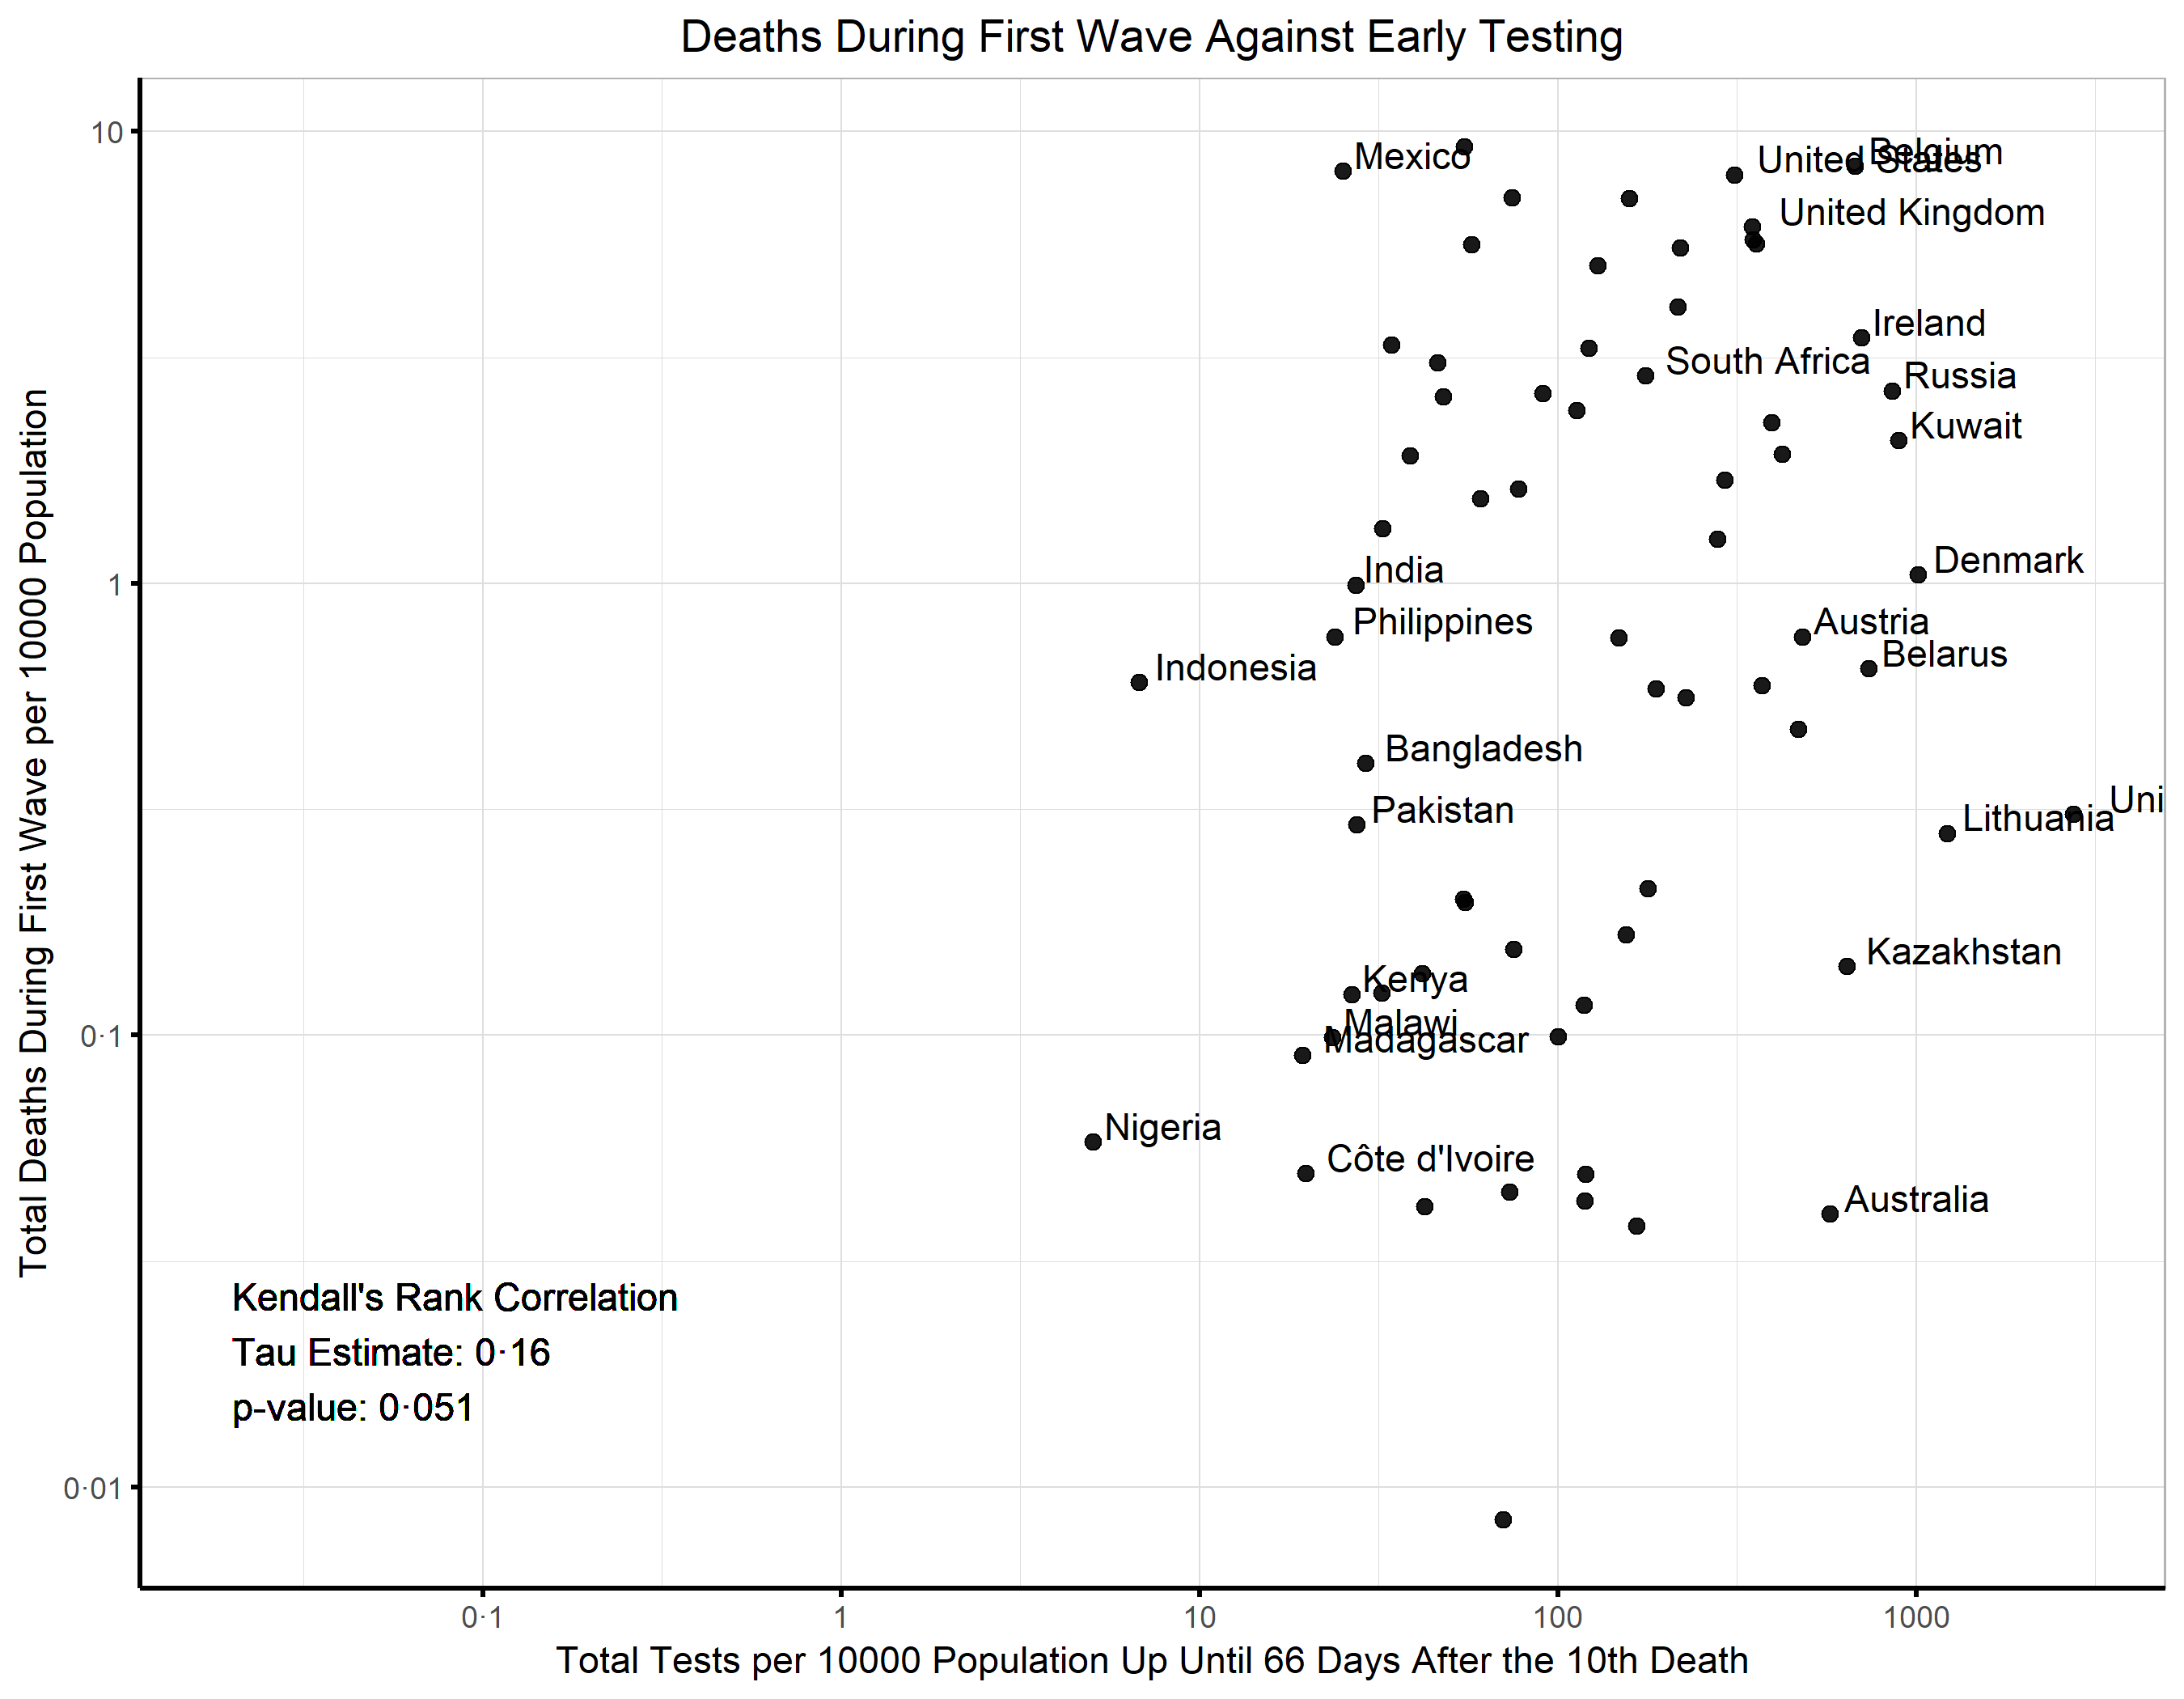 Deaths During First Wave Against Early Testing
Total Deaths During First Wave per 10000 Population
10
1
0·1
0·01
Mexico
United States
Belgium
United Kingdom
Ireland
South Africa
Russia
Kuwait
India
Denmark
Philippines
Austria
Belarus
Indonesia
Bangladesh
Pakistan
Uni
Lithuania
Kazakhstan
Kenya
Malawi
Madagascar
Nigeria
Côte d'Ivoire
Australia
Kendall's Rank Correlation
Tau Estimate: 0·16
p-value: 0·051
0·1
1
10
100
1000
Total Tests per 10000 Population Up Until 66 Days After the 10th Death